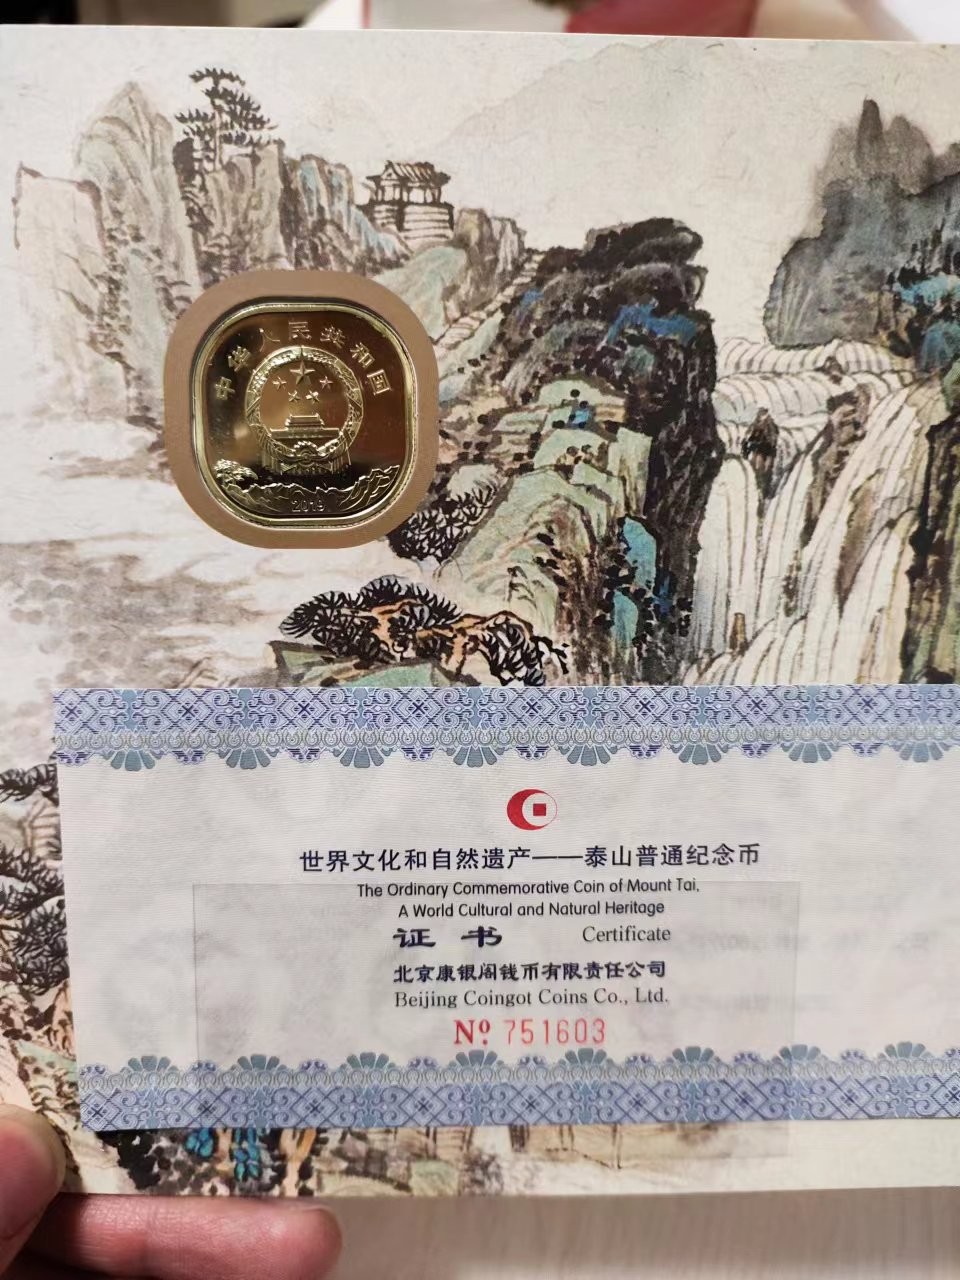 中华人民共和国
2019
世界文化和自然遗产——泰山普通纪念币
The Ordinary Commemorative Coin of Mount Tai,
A World Cultural and Natural Heritage
证书 Certificate
北京康银阁钱币有限责任公司
Beijing Coingot Coins Co., Ltd.
Nº 751603